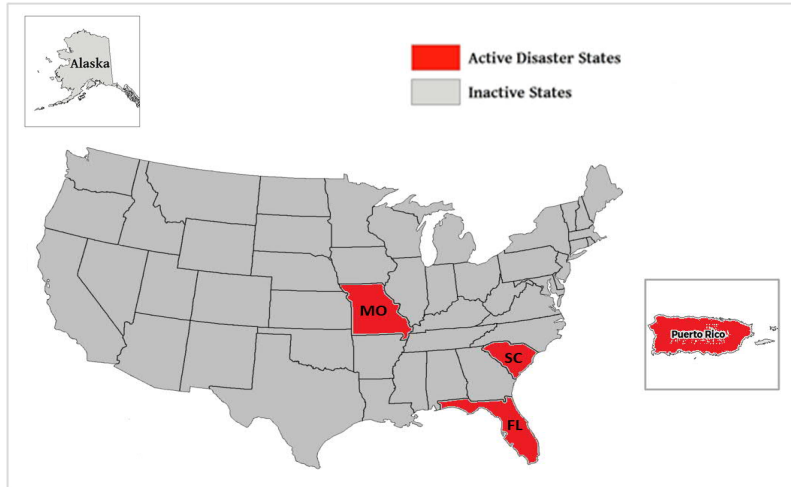 Alaska
Active Disaster States
Inactive States
MO
SC
FL
Puerto Rico